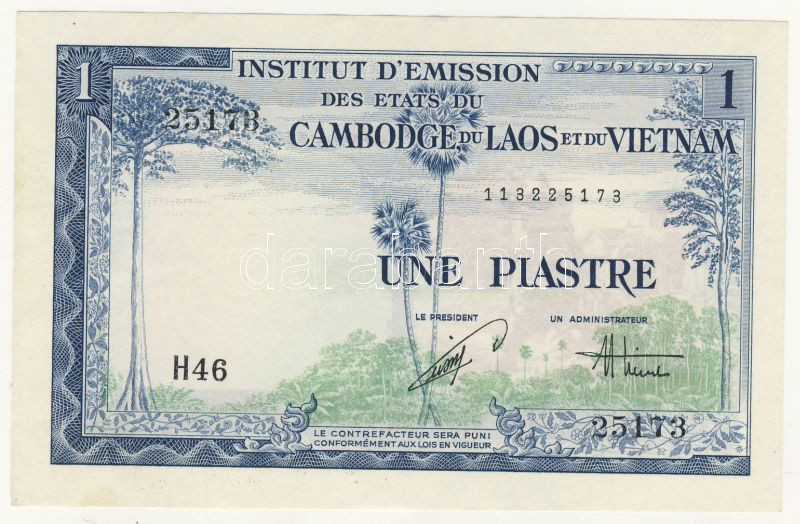 1
INSTITUT D'EMISSION
1
DES ETATS DU
N° 25173
CAMBODGE DU LAOS ET DU VIETNAM
113225173
darabanth
UNE PIASTRE
LE PRESIDENT
UN ADMINISTRATEUR
H46
25173
LE CONTREFACTEUR SERA PUNI
CONFORMÉMENT AUX LOIS EN VIGUEUR